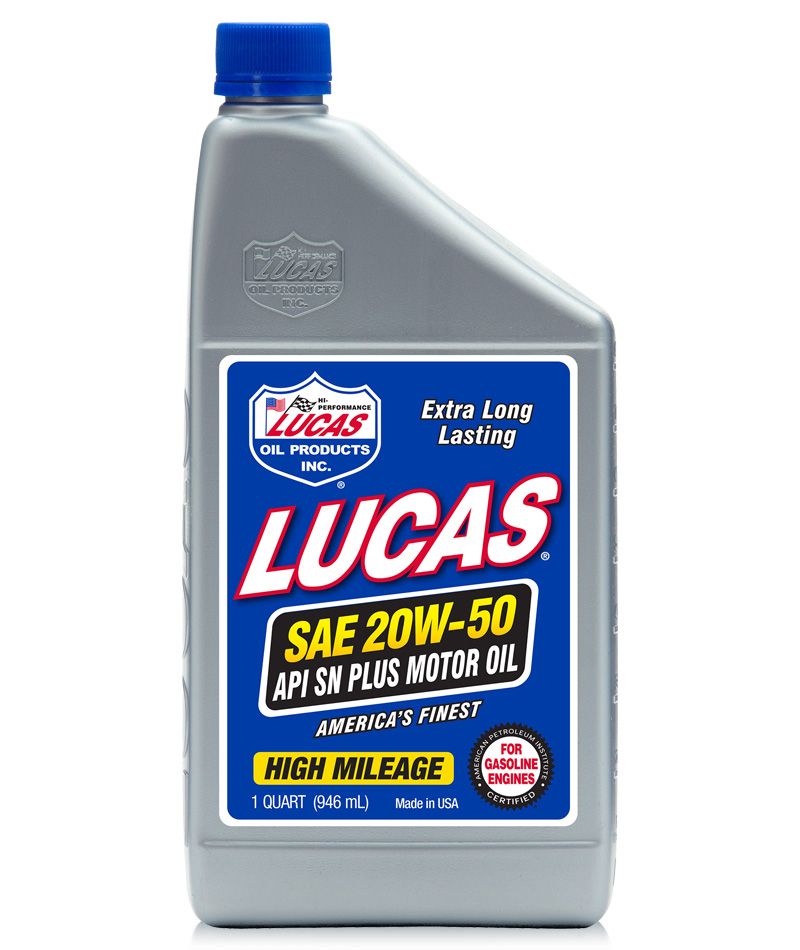 HI-PERFORMANCE
LUCAS
OIL PRODUCTS
INC.
HI-
PERFORMANCE
LUCAS
OIL PRODUCTS
INC.
®
Extra Long
Lasting
LUCAS®
SAE 20W-50
API SN PLUS MOTOR OIL
AMERICA'S FINEST
HIGH MILEAGE
1 QUART (946 mL) Made in USA
AMERICAN PETROLEUM INSTITUTE
FOR
GASOLINE
ENGINES
CERTIFIED